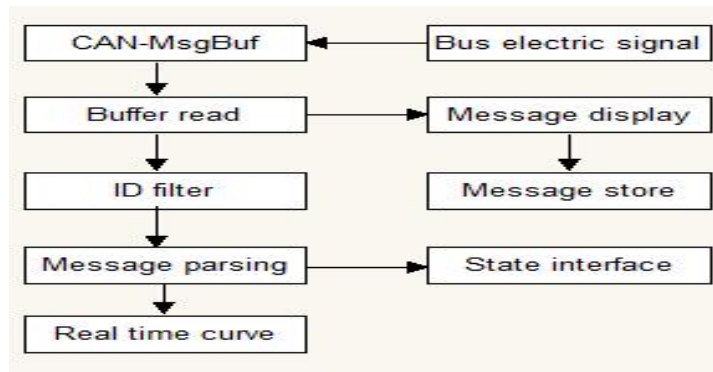 CAN-MsgBuf
Bus electric signal
Buffer read
Message display
ID filter
Message store
Message parsing
State interface
Real time curve